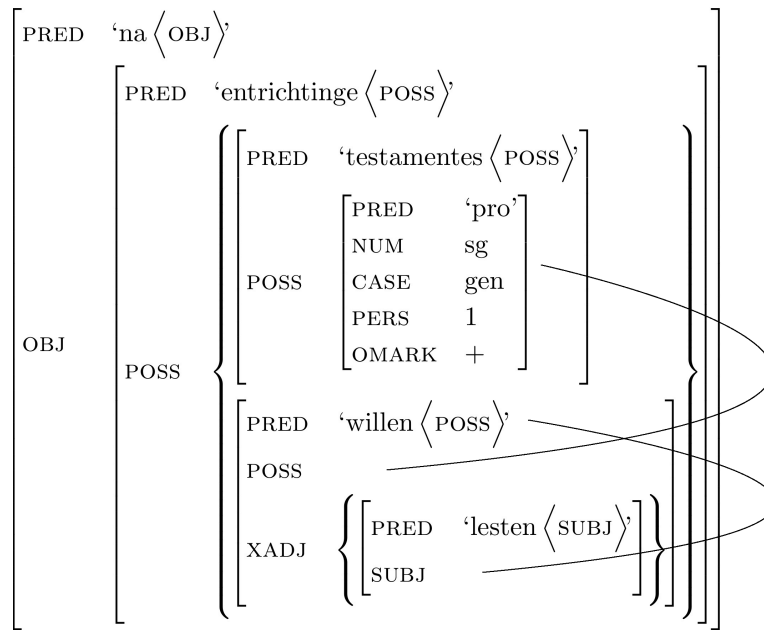 PRED ‘na⟨OBJ⟩’
PRED ‘entrichtinge⟨POSS⟩’
PRED ‘testamentes⟨POSS⟩’
PRED ‘pro’
NUM sg
POSS CASE gen
PERS 1
OBJ OMARK +
POSS
PRED ‘willen⟨POSS⟩’
POSS
PRED ‘lesten⟨SUBJ⟩’
XADJ
SUBJ